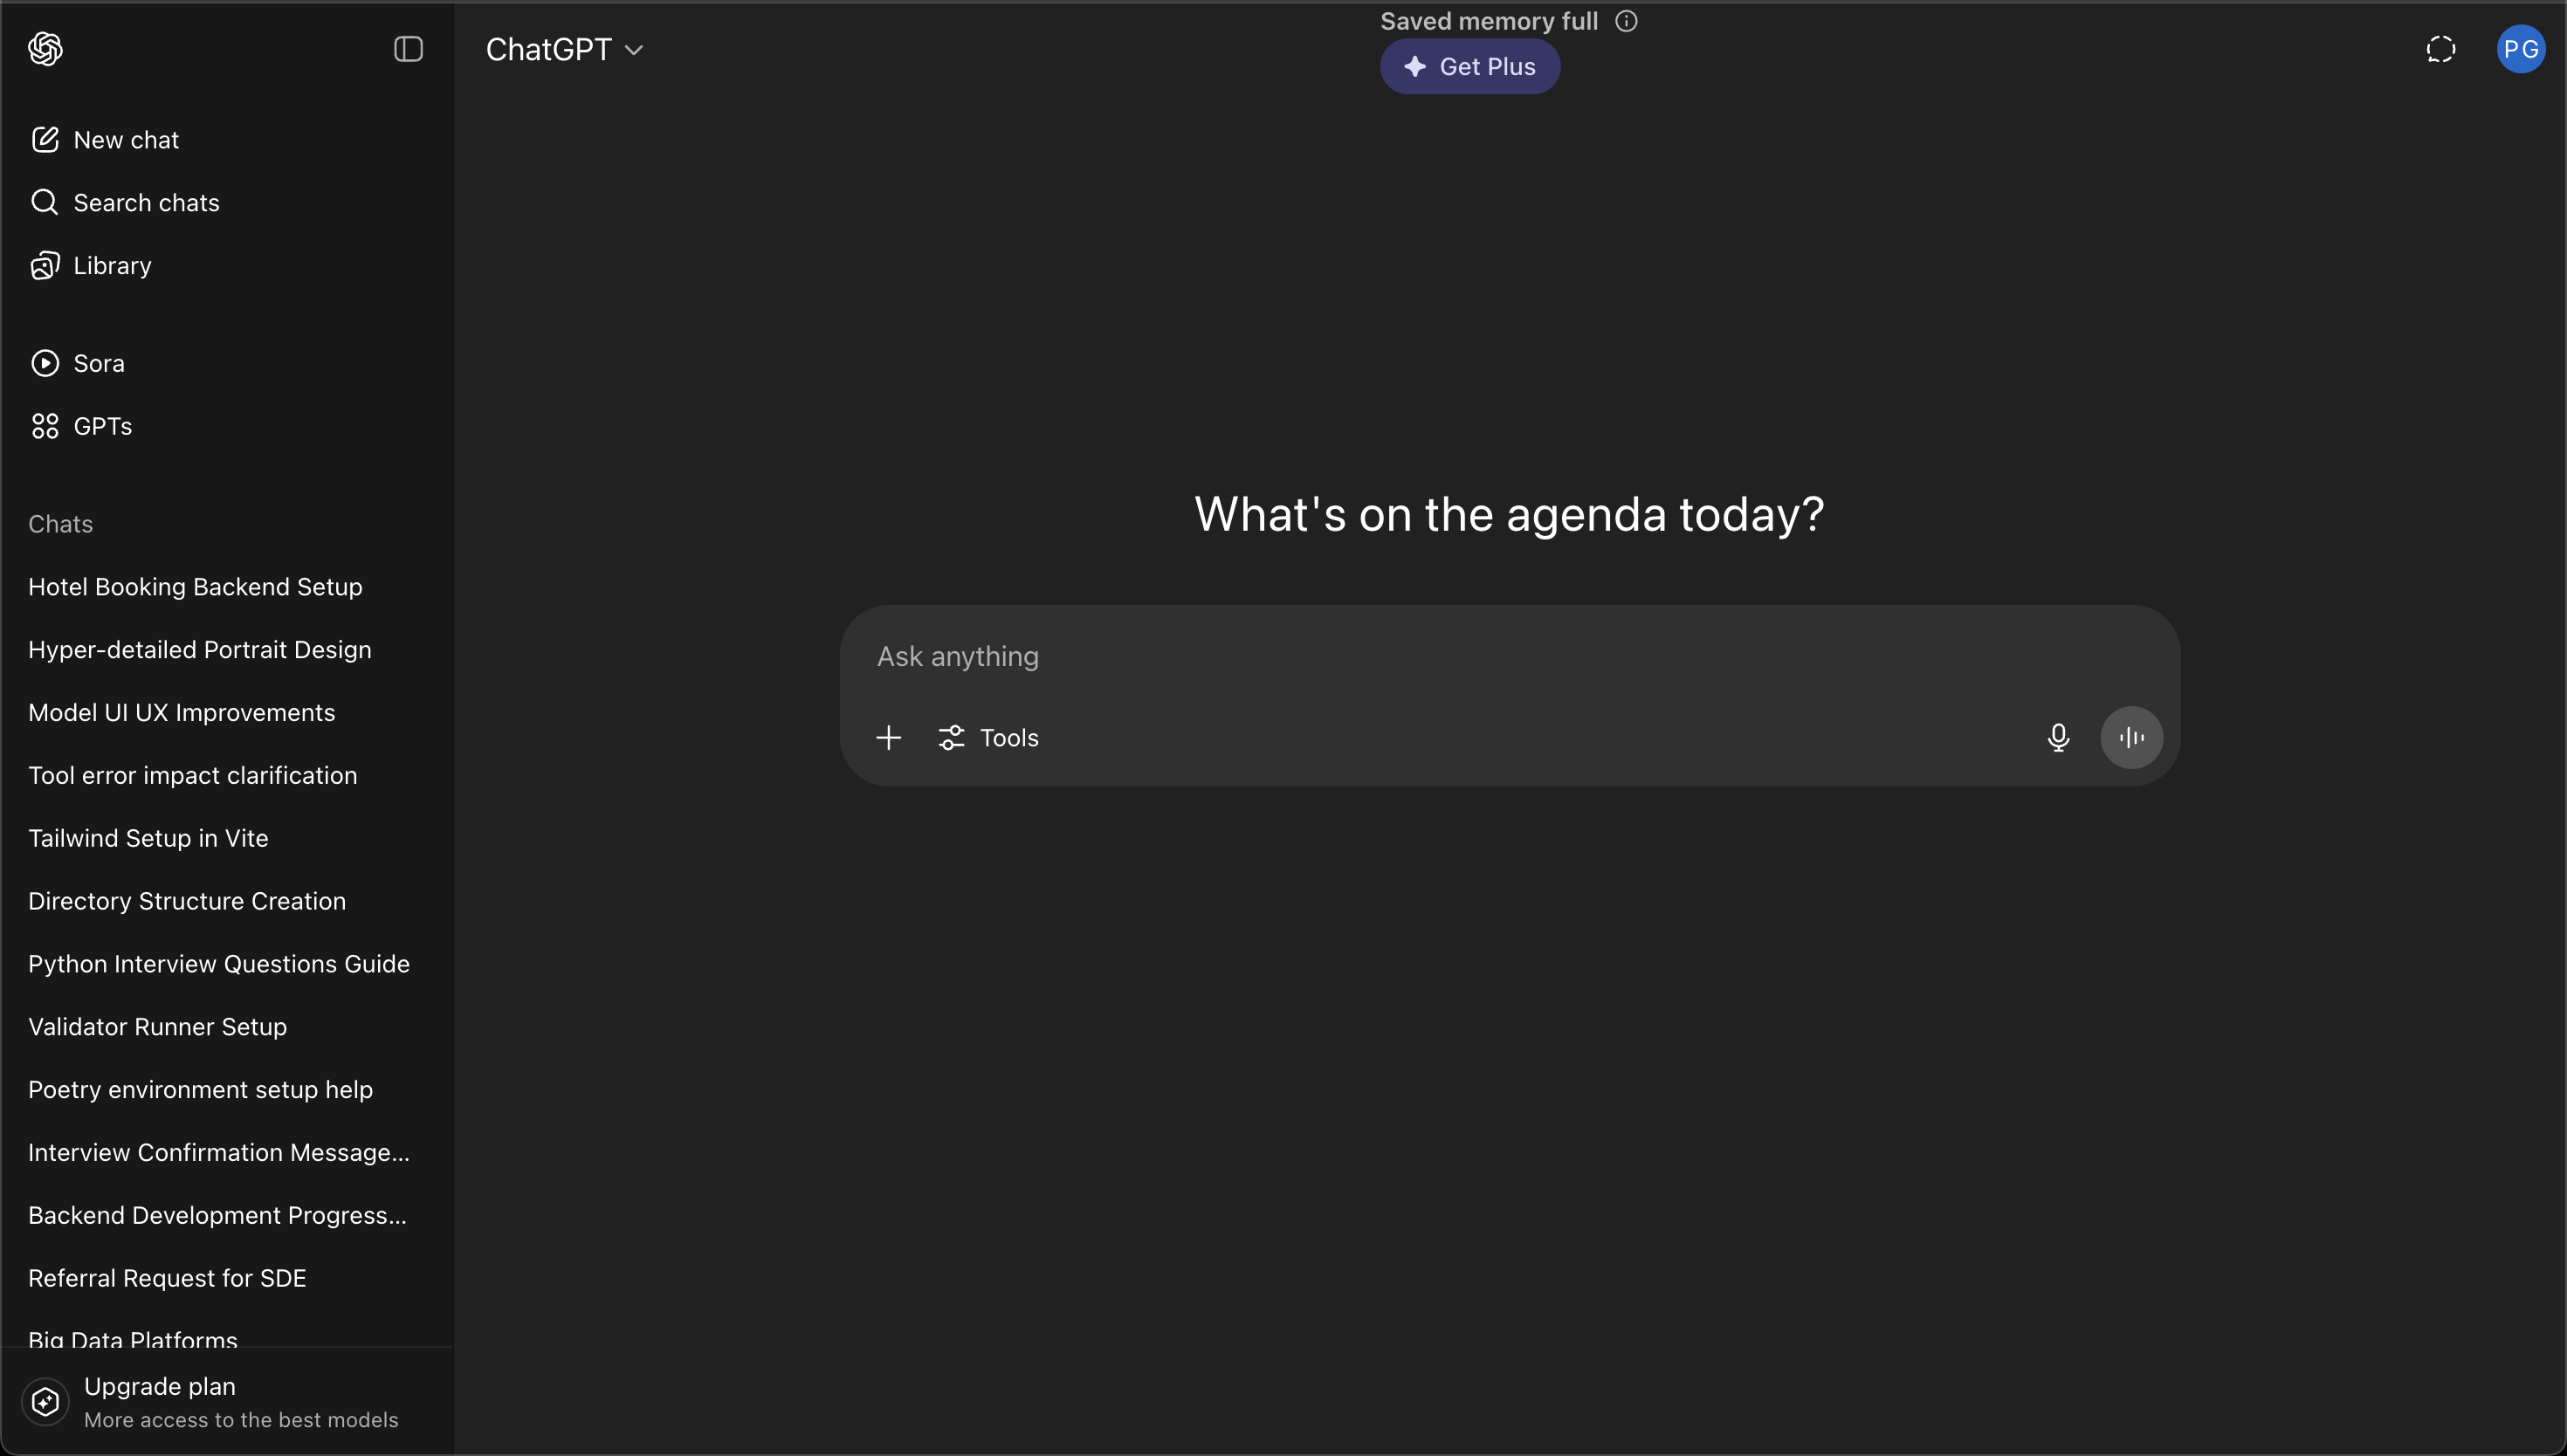 New chat
Search chats
Library
Sora
GPTs
Chats
Hotel Booking Backend Setup
Hyper-detailed Portrait Design
Model UI UX Improvements
Tool error impact clarification
Tailwind Setup in Vite
Directory Structure Creation
Python Interview Questions Guide
Validator Runner Setup
Poetry environment setup help
Interview Confirmation Message...
Backend Development Progress...
Referral Request for SDE
Big Data Platforms
Upgrade plan
More access to the best models
ChatGPT
Saved memory full
Get Plus
PG
What's on the agenda today?
Ask anything
Tools